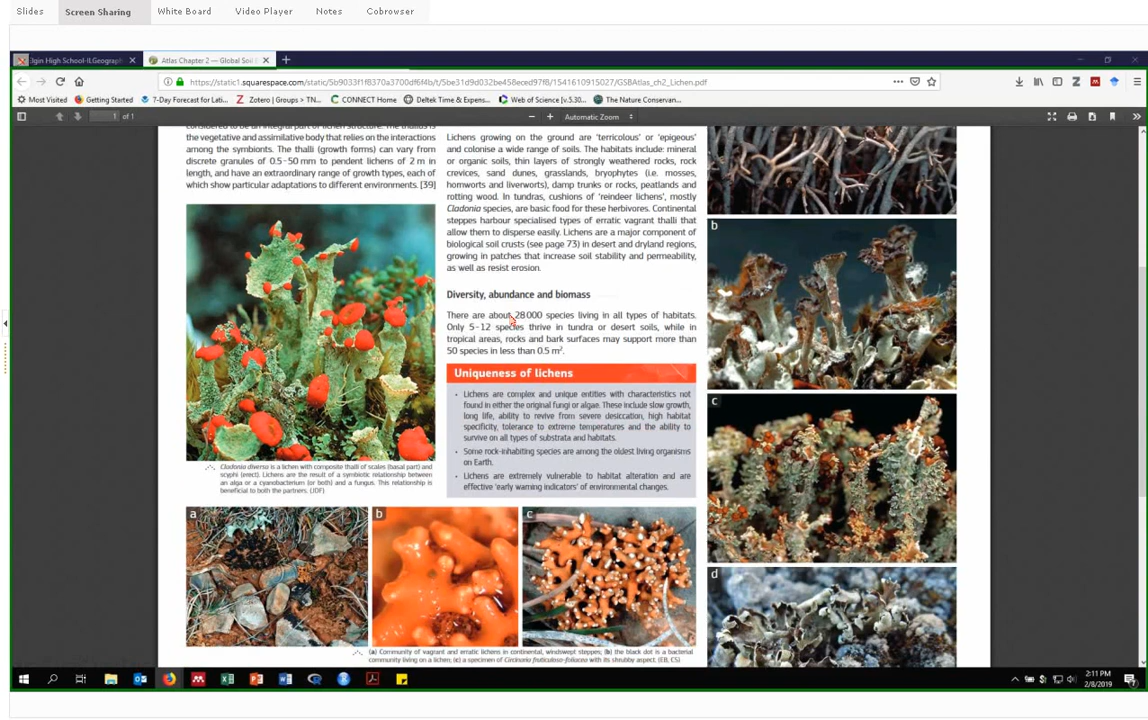 Slides Screen Sharing White Board Video Player Notes Cobrowser
Elgin High School-ILGeograph Atlas Chapter 2 — Global Soil
https://static1.squarespace.com/static/5b9033f1f8370a3700df6f4b/t/5be31d9d032be458eced97f8/1541610915027/GSBAtlas_ch2_Lichen.pdf
Most Visited Getting Started 7-Day Forecast for Lati... Zotero | Groups > TN... CONNECT Home Deltek Time & Expens... Web of Science [v.5.30... The Nature Conservan...
1 of 1 Automatic Zoom
considered to be an integral part of lichen structure. The thallus is
the vegetative and assimilative body that relies on the interactions
among the symbionts. The thalli (growth forms) can vary from
discrete granules of 0.5-50 mm to pendent lichens of 2 m in
length, and have an extraordinary range of growth types, each of
which show particular adaptations to different environments. [39]
Cladonia diversa is a lichen with composite thalli of scales (basal part) and
scyphi (erect). Lichens are the result of a symbiotic relationship between
an alga or a cyanobacterium (or both) and a fungus. This relationship is
beneficial to both the partners. (JDF)
Lichens growing on the ground are 'terricolous' or 'epigeous'
and colonise a wide range of soils. The habitats include: mineral
or organic soils, thin layers of strongly weathered rocks, rock
crevices, sand dunes, grasslands, bryophytes (i.e. mosses,
hornworts and liverworts), damp trunks or rocks, peatlands and
rotting wood. In tundras, cushions of 'reindeer lichens', mostly
Cladonia species, are basic food for these herbivores. Continental
steppes harbour specialised types of erratic vagrant thalli that
allow them to disperse easily. Lichens are a major component of
biological soil crusts (see page 73) in desert and dryland regions,
growing in patches that increase soil stability and permeability,
as well as resist erosion.
Diversity, abundance and biomass
There are about 28 000 species living in all types of habitats.
Only 5-12 species thrive in tundra or desert soils, while in
tropical areas, rocks and bark surfaces may support more than
50 species in less than 0.5 m².
Uniqueness of lichens
• Lichens are complex and unique entities with characteristics not
found in either the original fungi or algae. These include slow growth,
long life, ability to revive from severe desiccation, high habitat
specificity, tolerance to extreme temperatures and the ability to
survive on all types of substrata and habitats.
• Some rock-inhabiting species are among the oldest living organisms
on Earth.
• Lichens are extremely vulnerable to habitat alteration and are
effective 'early warning indicators' of environmental changes.
a b c
(a) Community of vagrant and erratic lichens in continental, windswept steppes; (b) the black dot is a bacterial
community living on a lichen; (c) a specimen of Circinaria fruticuloso-foliacea with its shrubby aspect. (EB, CS)
b
c
d
2:11 PM
2/8/2019